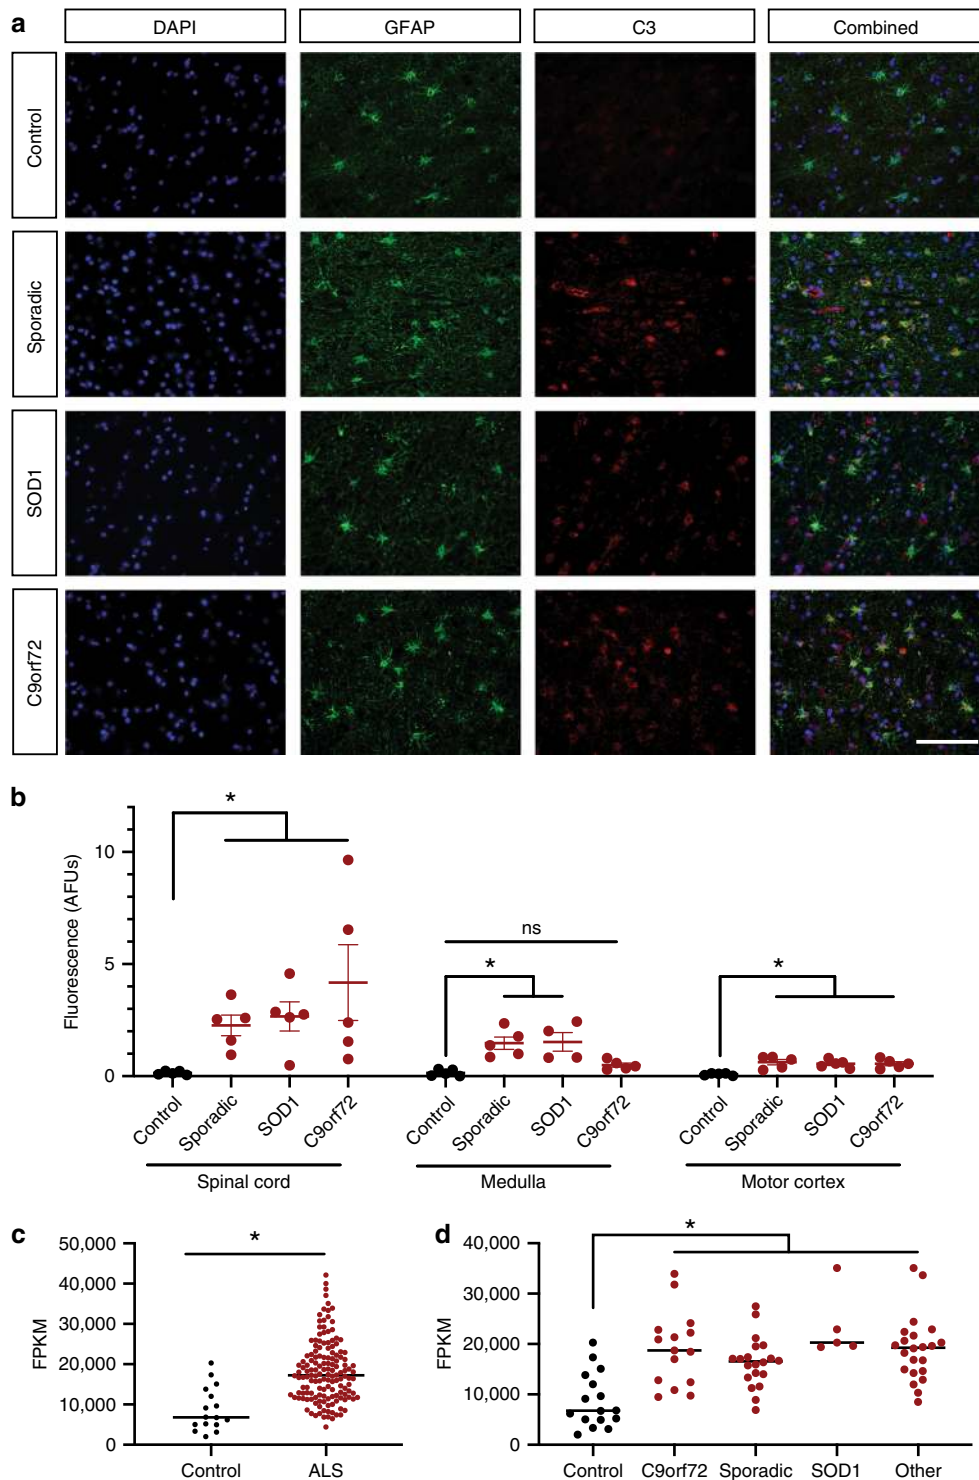 a
DAPI GFAP C3 Combined
Control
Sporadic
SOD1
C9orf72
b
Fluorescence (AFUs)
10
5
0
*
ns
*
*
Control Sporadic SOD1 C9orf72 Control Sporadic SOD1 C9orf72 Control Sporadic SOD1 C9orf72
Spinal cord Medulla Motor cortex
c
FPKM
50,000
40,000
30,000
20,000
10,000
0
*
Control ALS
d
FPKM
40,000
30,000
20,000
10,000
0
*
Control C9orf72 Sporadic SOD1 Other